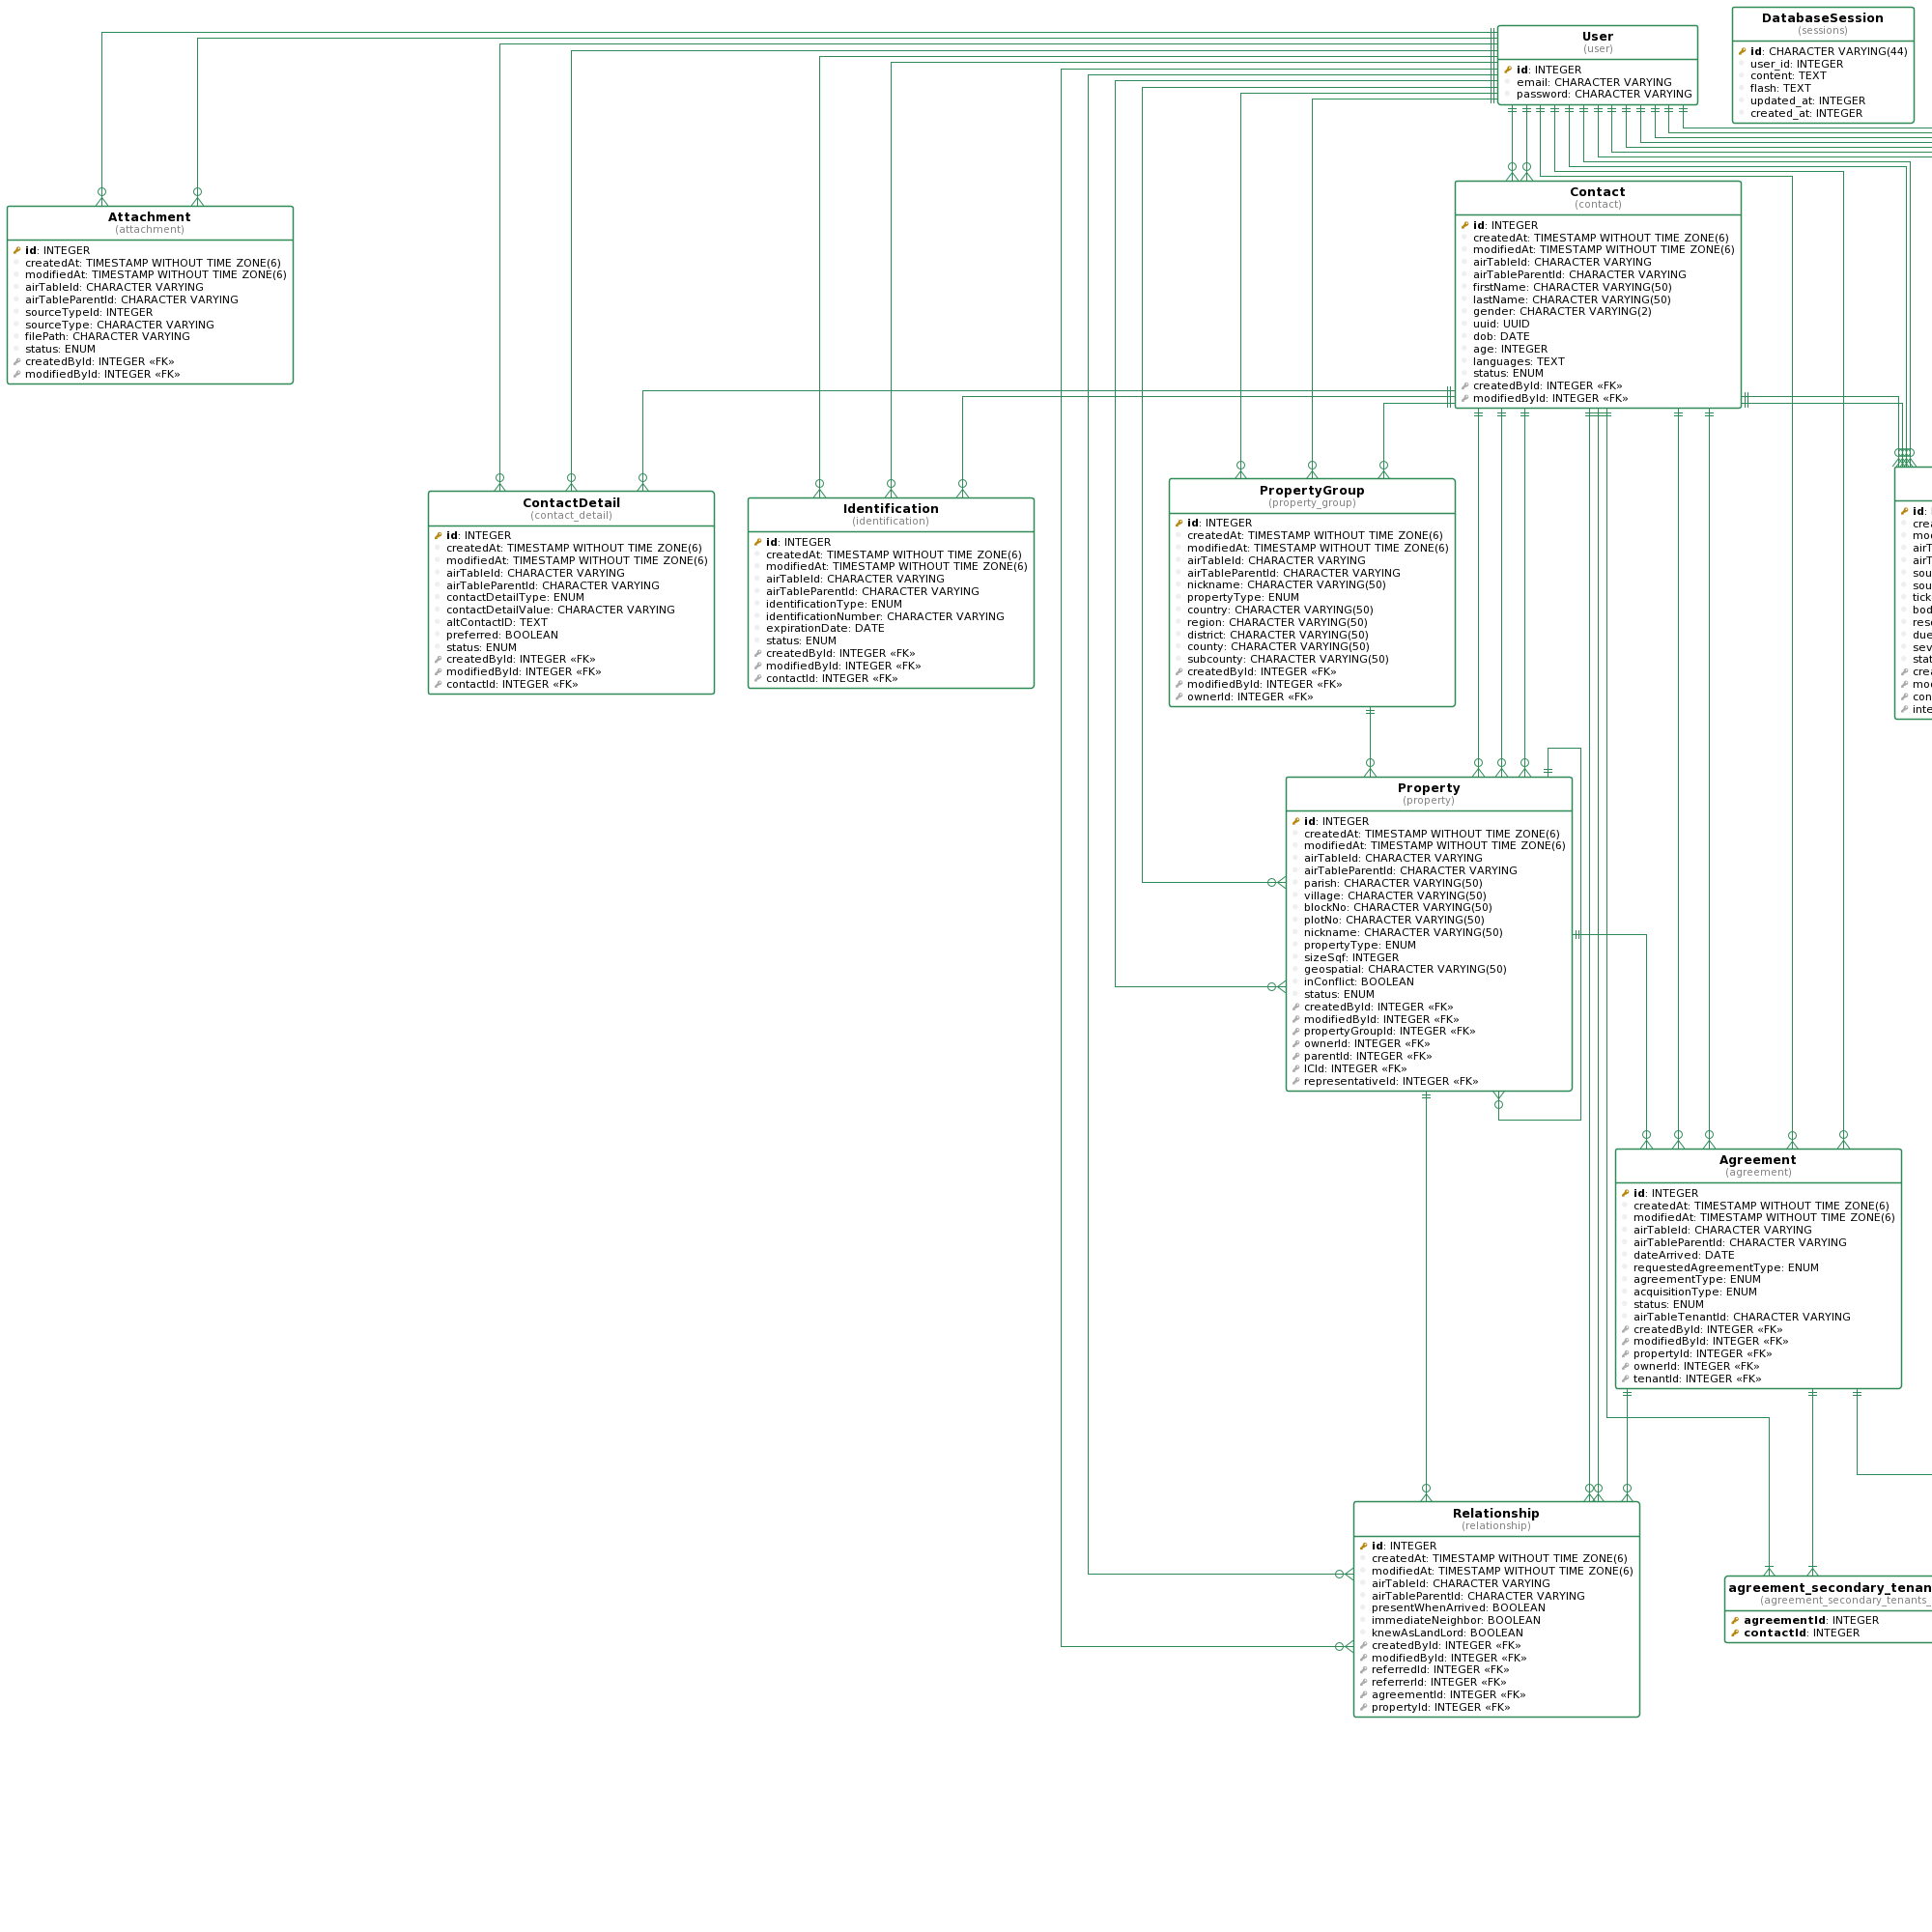 User
(user)
id: INTEGER
email: CHARACTER VARYING
password: CHARACTER VARYING
DatabaseSession
(sessions)
id: CHARACTER VARYING(44)
user_id: INTEGER
content: TEXT
flash: TEXT
updated_at: INTEGER
created_at: INTEGER
Attachment
(attachment)
id: INTEGER
createdAt: TIMESTAMP WITHOUT TIME ZONE(6)
modifiedAt: TIMESTAMP WITHOUT TIME ZONE(6)
airTableId: CHARACTER VARYING
airTableParentId: CHARACTER VARYING
sourceTypeId: INTEGER
sourceType: CHARACTER VARYING
filePath: CHARACTER VARYING
status: ENUM
createdById: INTEGER «FK»
modifiedById: INTEGER «FK»
Contact
(contact)
id: INTEGER
createdAt: TIMESTAMP WITHOUT TIME ZONE(6)
modifiedAt: TIMESTAMP WITHOUT TIME ZONE(6)
airTableId: CHARACTER VARYING
airTableParentId: CHARACTER VARYING
firstName: CHARACTER VARYING(50)
lastName: CHARACTER VARYING(50)
gender: CHARACTER VARYING(2)
uuid: UUID
dob: DATE
age: INTEGER
languages: TEXT
status: ENUM
createdById: INTEGER «FK»
modifiedById: INTEGER «FK»
ContactDetail
(contact_detail)
id: INTEGER
createdAt: TIMESTAMP WITHOUT TIME ZONE(6)
modifiedAt: TIMESTAMP WITHOUT TIME ZONE(6)
airTableId: CHARACTER VARYING
airTableParentId: CHARACTER VARYING
contactDetailType: ENUM
contactDetailValue: CHARACTER VARYING
altContactID: TEXT
preferred: BOOLEAN
status: ENUM
createdById: INTEGER «FK»
modifiedById: INTEGER «FK»
contactId: INTEGER «FK»
Identification
(identification)
id: INTEGER
createdAt: TIMESTAMP WITHOUT TIME ZONE(6)
modifiedAt: TIMESTAMP WITHOUT TIME ZONE(6)
airTableId: CHARACTER VARYING
airTableParentId: CHARACTER VARYING
identificationType: ENUM
identificationNumber: CHARACTER VARYING
expirationDate: DATE
status: ENUM
createdById: INTEGER «FK»
modifiedById: INTEGER «FK»
contactId: INTEGER «FK»
PropertyGroup
(property_group)
id: INTEGER
createdAt: TIMESTAMP WITHOUT TIME ZONE(6)
modifiedAt: TIMESTAMP WITHOUT TIME ZONE(6)
airTableId: CHARACTER VARYING
airTableParentId: CHARACTER VARYING
nickname: CHARACTER VARYING(50)
propertyType: ENUM
country: CHARACTER VARYING(50)
region: CHARACTER VARYING(50)
district: CHARACTER VARYING(50)
county: CHARACTER VARYING(50)
subcounty: CHARACTER VARYING(50)
createdById: INTEGER «FK»
modifiedById: INTEGER «FK»
ownerId: INTEGER «FK»
id:
crea
mod
airT
airT
sou
sou
tick
bod
reso
due
sev
stat
crea
mod
con
inte
Property
(property)
id: INTEGER
createdAt: TIMESTAMP WITHOUT TIME ZONE(6)
modifiedAt: TIMESTAMP WITHOUT TIME ZONE(6)
airTableId: CHARACTER VARYING
airTableParentId: CHARACTER VARYING
parish: CHARACTER VARYING(50)
village: CHARACTER VARYING(50)
blockNo: CHARACTER VARYING(50)
plotNo: CHARACTER VARYING(50)
nickname: CHARACTER VARYING(50)
propertyType: ENUM
sizeSqf: INTEGER
geospatial: CHARACTER VARYING(50)
inConflict: BOOLEAN
status: ENUM
createdById: INTEGER «FK»
modifiedById: INTEGER «FK»
propertyGroupId: INTEGER «FK»
ownerId: INTEGER «FK»
parentId: INTEGER «FK»
lCId: INTEGER «FK»
representativeId: INTEGER «FK»
Agreement
(agreement)
id: INTEGER
createdAt: TIMESTAMP WITHOUT TIME ZONE(6)
modifiedAt: TIMESTAMP WITHOUT TIME ZONE(6)
airTableId: CHARACTER VARYING
airTableParentId: CHARACTER VARYING
dateArrived: DATE
requestedAgreementType: ENUM
agreementType: ENUM
acquisitionType: ENUM
status: ENUM
airTableTenantId: CHARACTER VARYING
createdById: INTEGER «FK»
modifiedById: INTEGER «FK»
propertyId: INTEGER «FK»
ownerId: INTEGER «FK»
tenantId: INTEGER «FK»
Relationship
(relationship)
id: INTEGER
createdAt: TIMESTAMP WITHOUT TIME ZONE(6)
modifiedAt: TIMESTAMP WITHOUT TIME ZONE(6)
airTableId: CHARACTER VARYING
airTableParentId: CHARACTER VARYING
presentWhenArrived: BOOLEAN
immediateNeighbor: BOOLEAN
knewAsLandLord: BOOLEAN
createdById: INTEGER «FK»
modifiedById: INTEGER «FK»
referredId: INTEGER «FK»
referrerId: INTEGER «FK»
agreementId: INTEGER «FK»
propertyId: INTEGER «FK»
agreement_secondary_tenan
(agreement_secondary_tenants_
agreementId: INTEGER
contactId: INTEGER